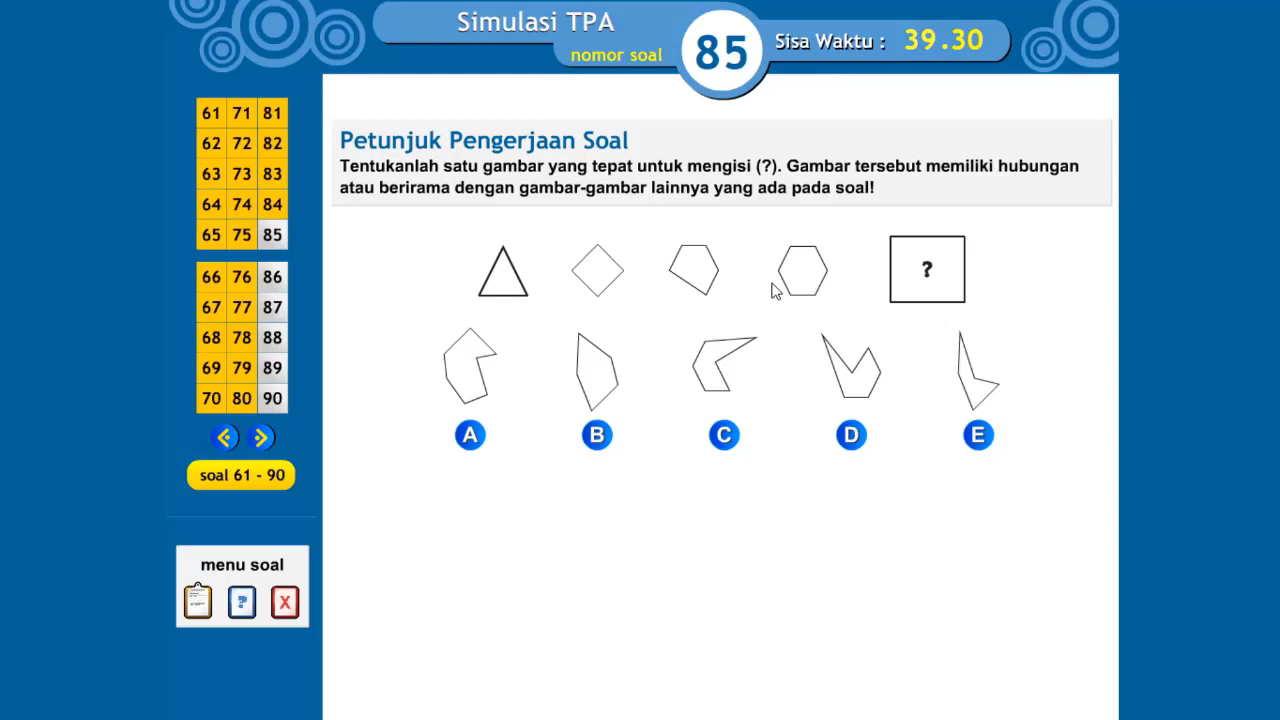 Simulasi TPA
nomor soal
85
Sisa Waktu : 39.30
61 71 81
62 72 82
63 73 83
64 74 84
65 75 85
66 76 86
67 77 87
68 78 88
69 79 89
70 80 90
soal 61 - 90
menu soal
?
X
Petunjuk Pengerjaan Soal
Tentukanlah satu gambar yang tepat untuk mengisi (?). Gambar tersebut memiliki hubungan
atau berirama dengan gambar-gambar lainnya yang ada pada soal!
?
A B C D E